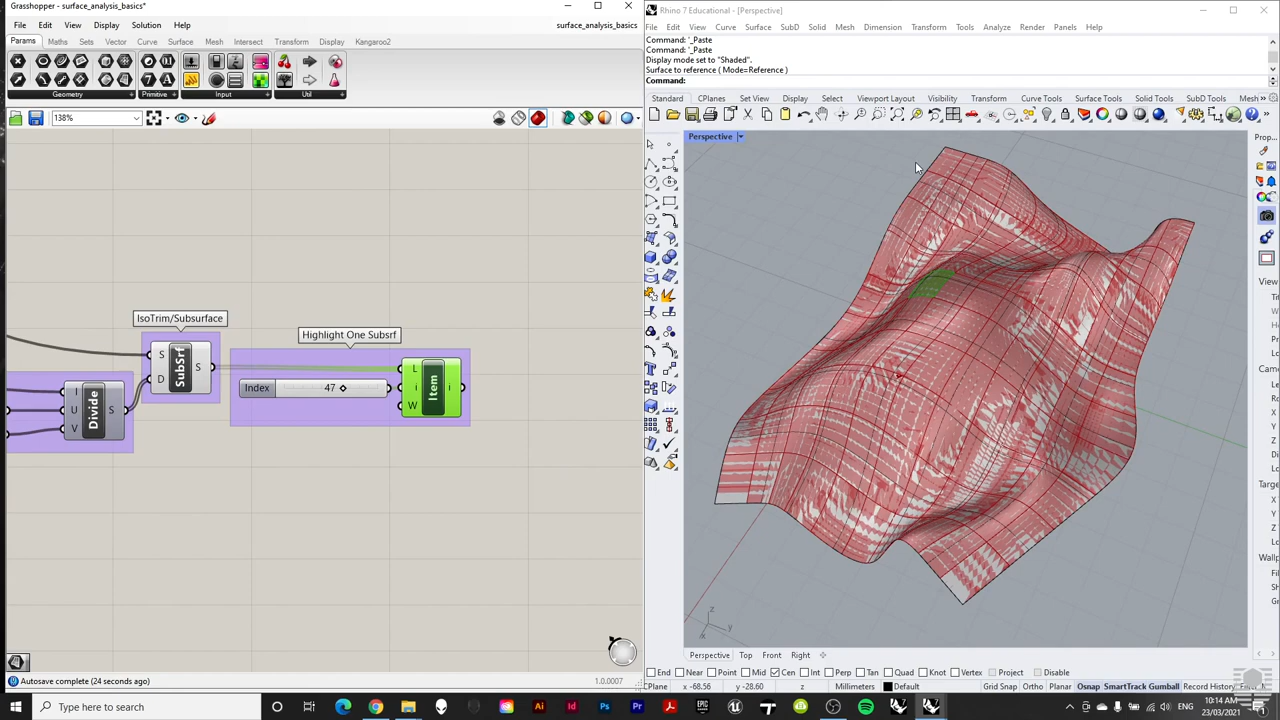 Grasshopper - surface_analysis_basics*
File Edit View Display Solution Help surface_analysis_basics
Params Maths Sets Vector Curve Surface Mesh Intersect Transform Display Kangaroo2
Geometry Primitive Input Util
138%
IsoTrim/Subsurface
Highlight One Subsrf
S D SubSrf S
Index 47
L i W Item i
I U V Divide S
Autosave complete (24 seconds ago) 1.0.0007
Rhino 7 Educational - [Perspective]
File Edit View Curve Surface SubD Solid Mesh Dimension Transform Tools Analyze Render Panels Help
Command: '_Paste
Command: '_Paste
Display mode set to "Shaded".
Surface to reference ( Mode=Reference )
Command:
Standard CPlanes Set View Display Select Viewport Layout Visibility Transform Curve Tools Surface Tools Solid Tools SubD Tools Mesh
Perspective
z y x
Perspective Top Front Right
End Near Point Mid Cen Int Perp Tan Quad Knot Vertex Project Disable
CPlane x -68.56 y -28.60 z Millimeters Default Grid Snap Ortho Planar Osnap SmartTrack Gumball Record History
Type here to search
10:14 AM
23/03/2021